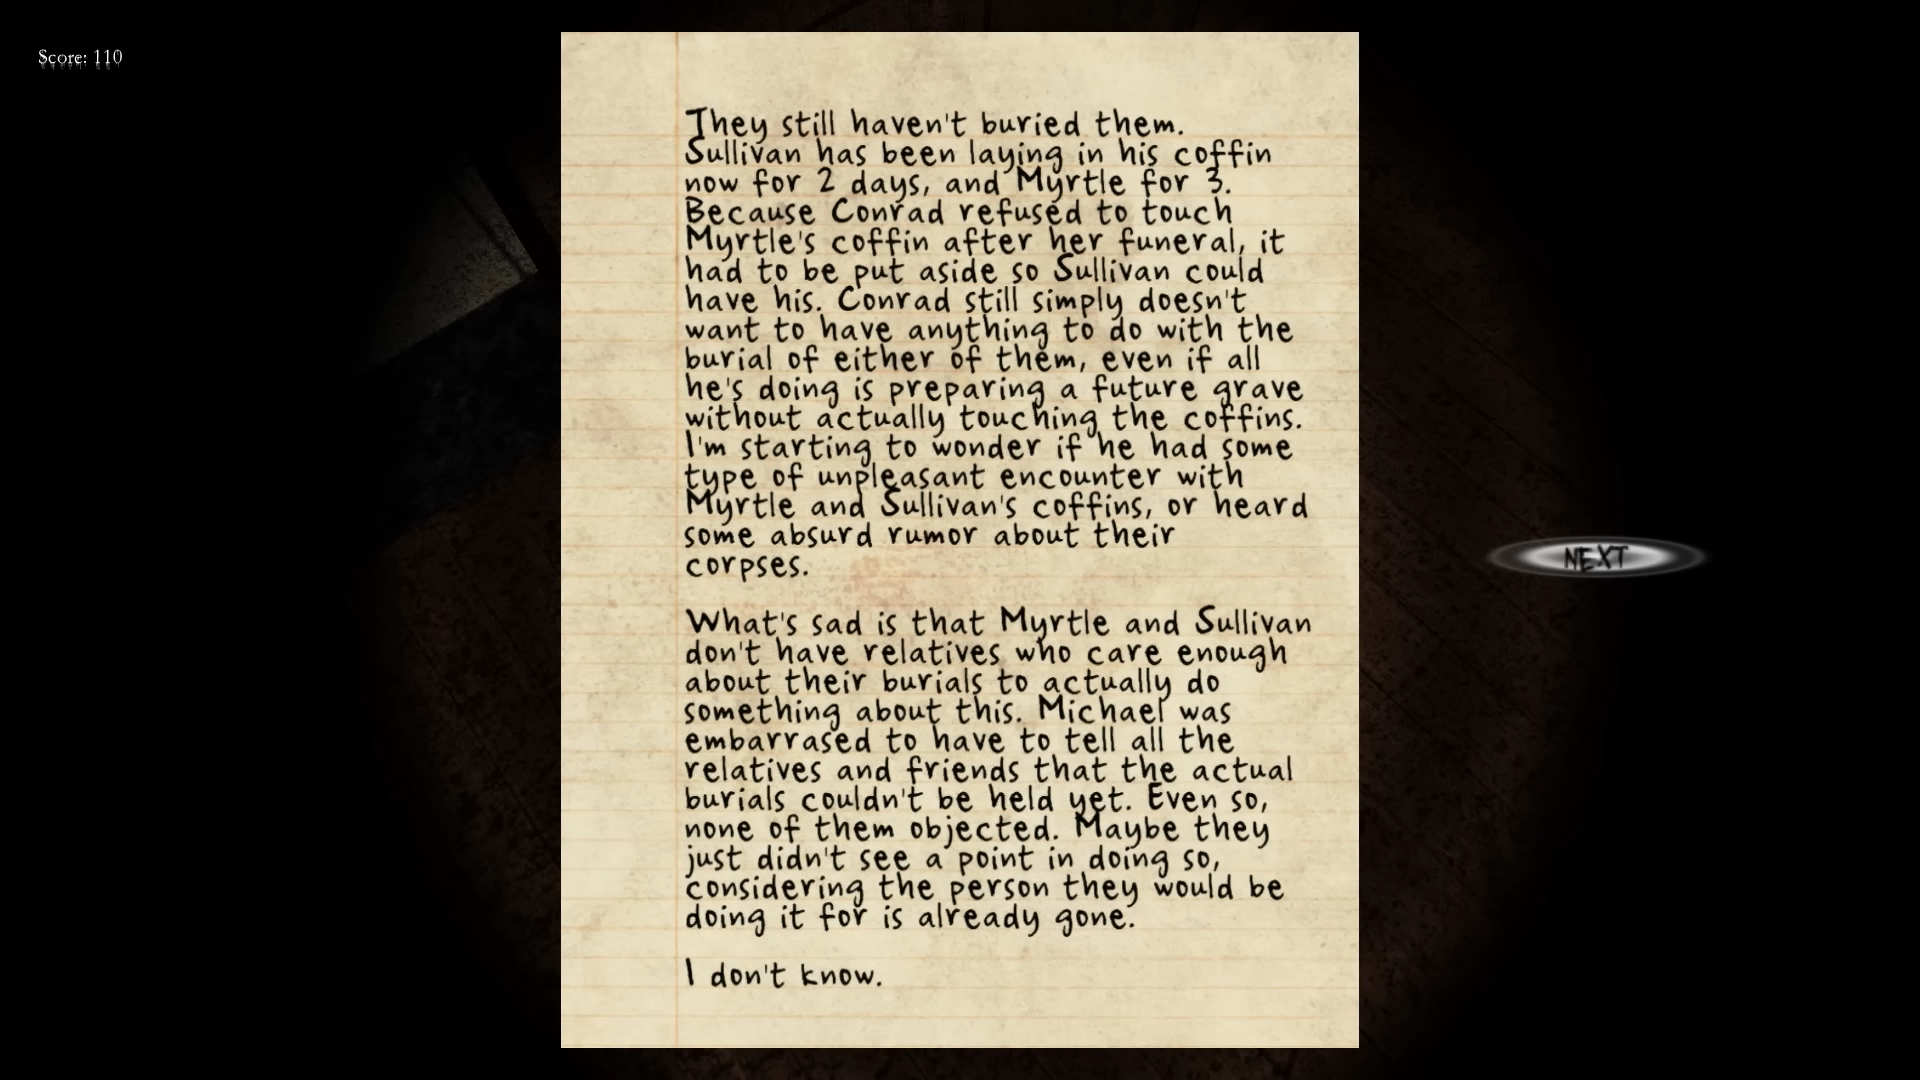 Score: 110
They still haven't buried them.
Sullivan has been laying in his coffin
now for 2 days, and Myrtle for 3.
Because Conrad refused to touch
Myrtle's coffin after her funeral, it
had to be put aside so Sullivan could
have his. Conrad still simply doesn't
want to have anything to do with the
burial of either of them, even if all
he's doing is preparing a future grave
without actually touching the coffins.
I'm starting to wonder if he had some
type of unpleasant encounter with
Myrtle and Sullivan's coffins, or heard
some absurd rumor about their
corpses.
What's sad is that Myrtle and Sullivan
don't have relatives who care enough
about their burials to actually do
something about this. Michael was
embarrased to have to tell all the
relatives and friends that the actual
burials couldn't be held yet. Even so,
none of them objected. Maybe they
just didn't see a point in doing so,
considering the person they would be
doing it for is already gone.
I don't know.
NEXT